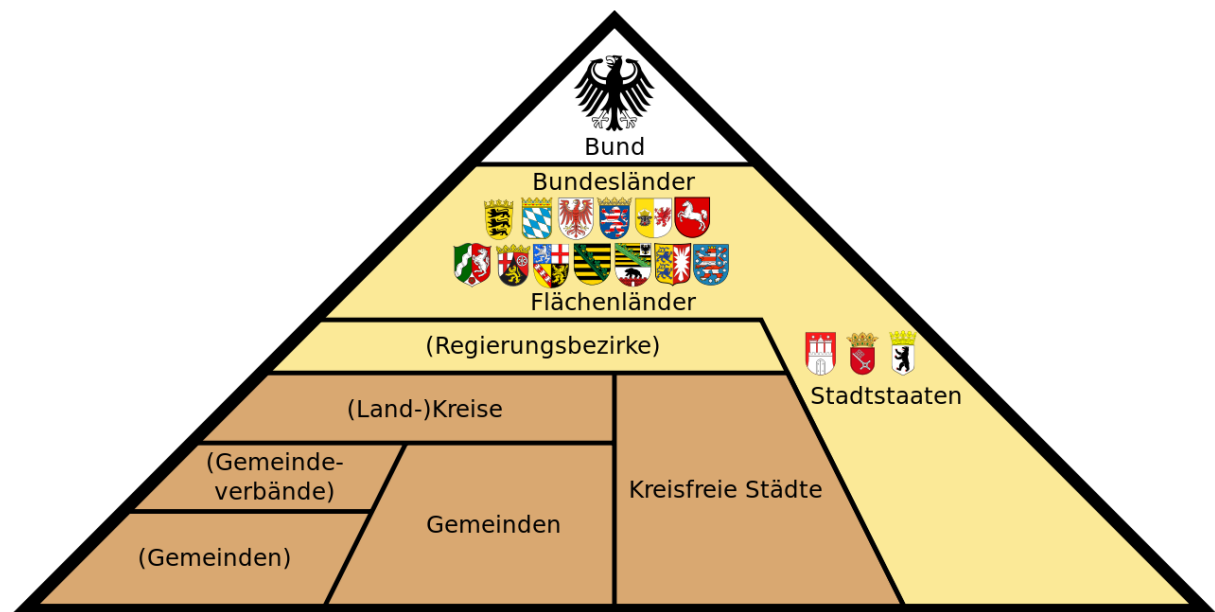 Bund
Bundesländer
Flächenländer
(Regierungsbezirke)
Stadtstaaten
(Land-)Kreise
(Gemeinde-
verbände)
Kreisfreie Städte
Gemeinden
(Gemeinden)